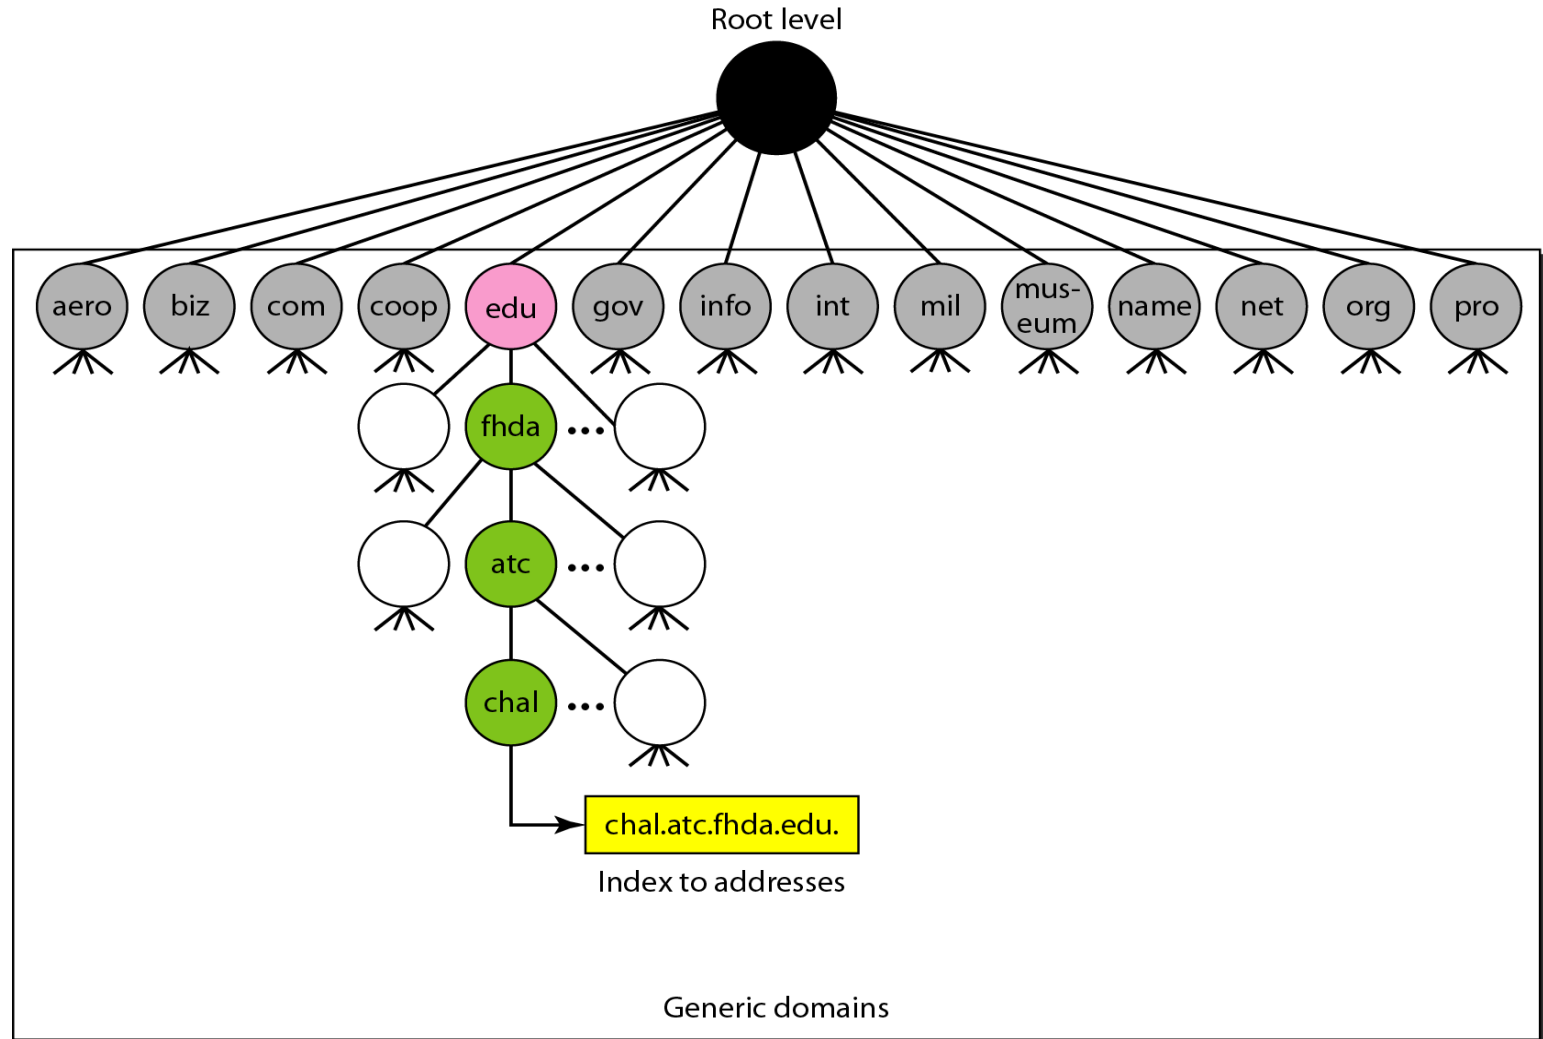 Root level
aero biz com coop edu gov info int mil mus-
eum name net org pro
fhda ...
atc ...
chal ...
chal.atc.fhda.edu.
Index to addresses
Generic domains